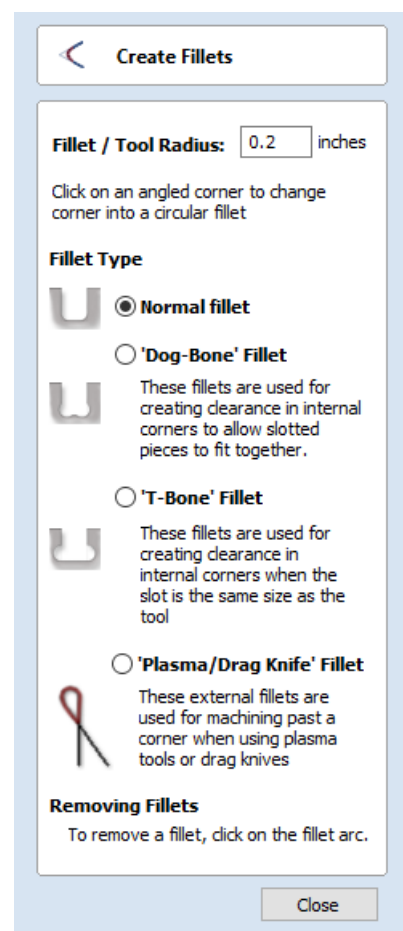 Create Fillets
Fillet / Tool Radius: 0.2 inches
Click on an angled corner to change
corner into a circular fillet
Fillet Type
Normal fillet
'Dog-Bone' Fillet
These fillets are used for
creating clearance in internal
corners to allow slotted
pieces to fit together.
'T-Bone' Fillet
These fillets are used for
creating clearance in
internal corners when the
slot is the same size as the
tool
'Plasma/Drag Knife' Fillet
These external fillets are
used for machining past a
corner when using plasma
tools or drag knives
Removing Fillets
To remove a fillet, click on the fillet arc.
Close